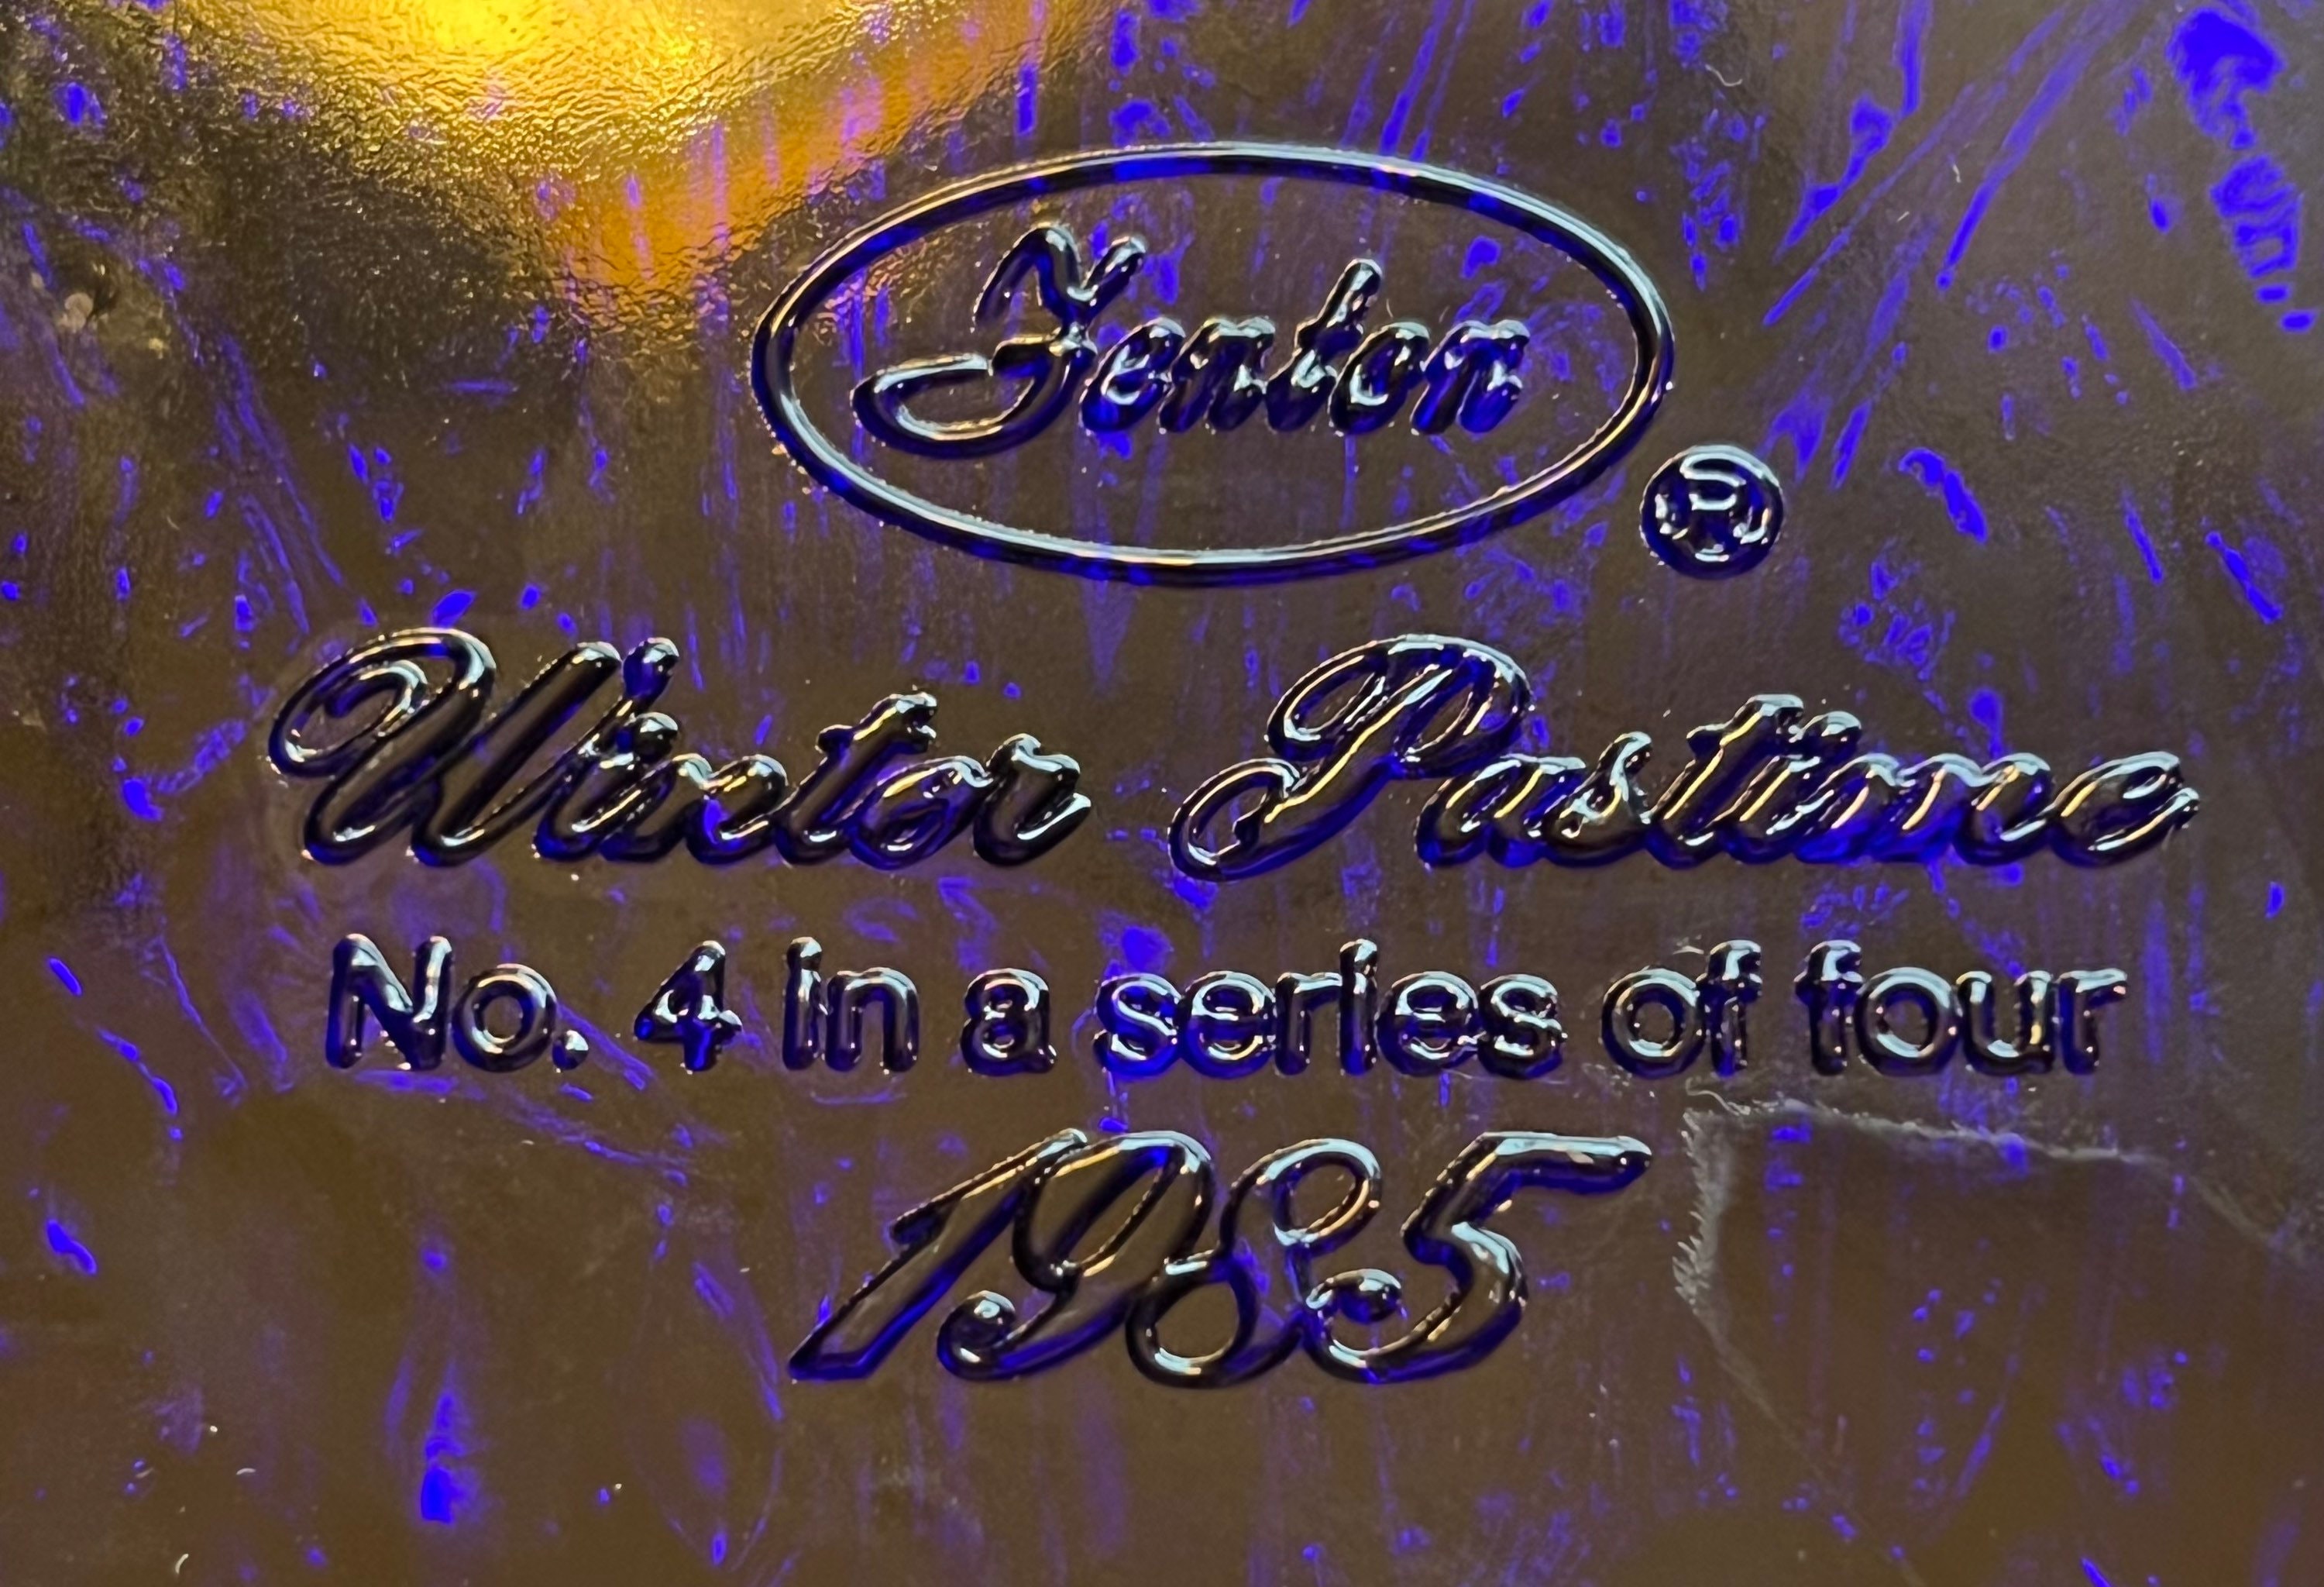 Fenton ®
Winter Pastime
No. 4 in a series of four
1985